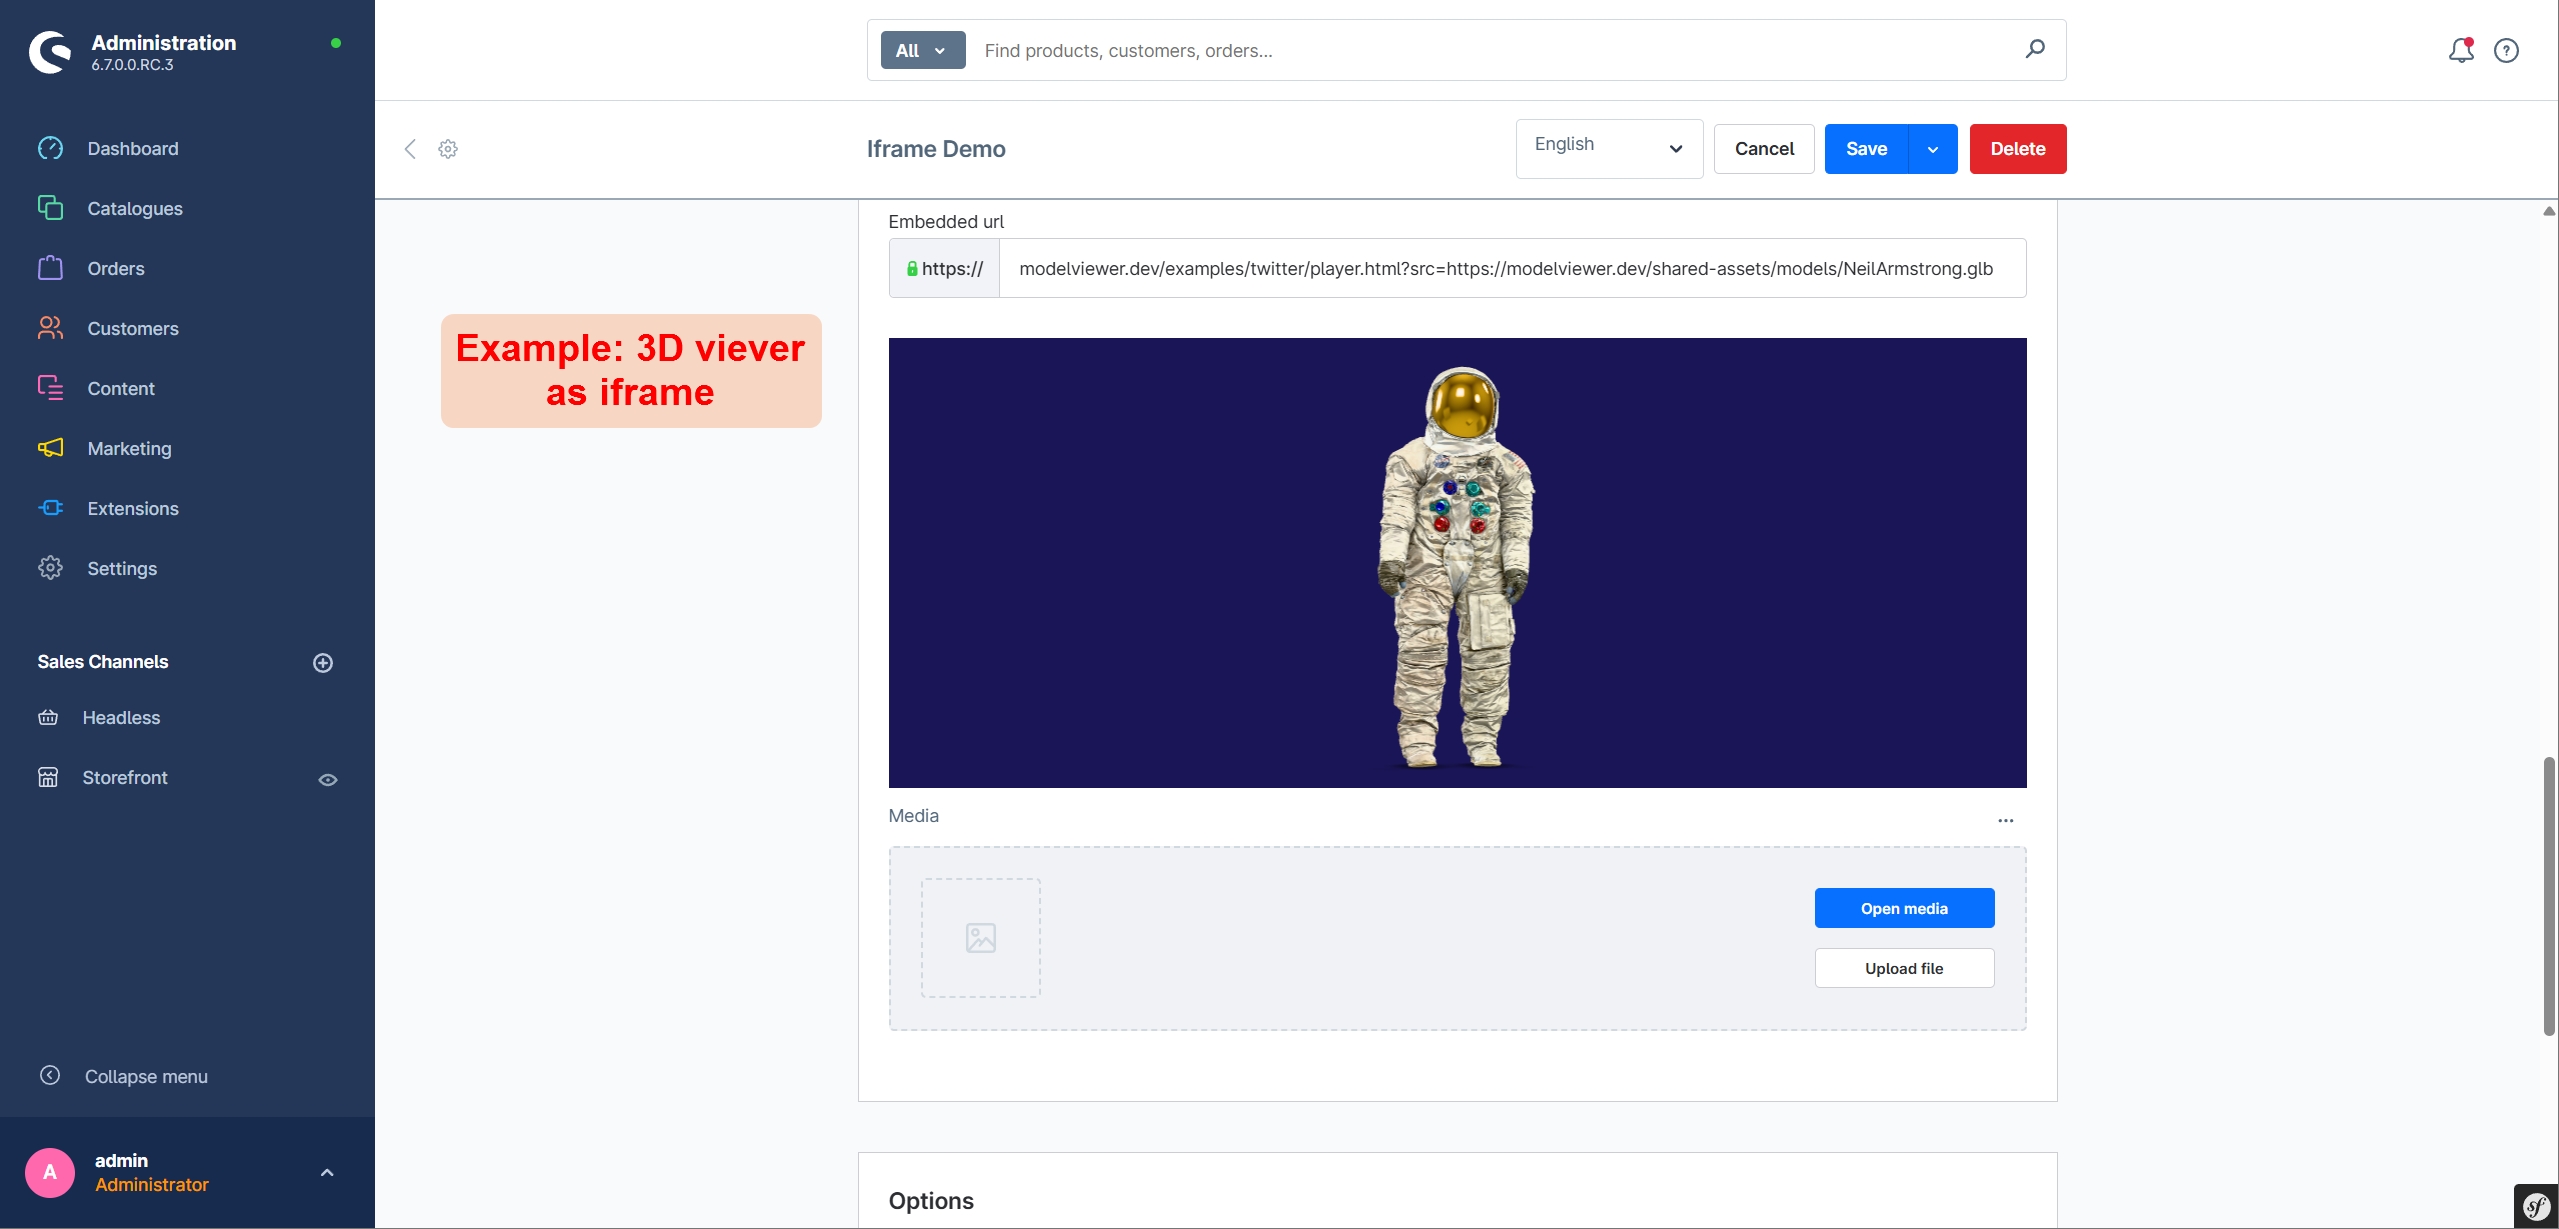 Administration
6.7.0.0.RC.3
All
Find products, customers, orders...
Iframe Demo
English
Cancel
Save
Delete
Dashboard
Catalogues
Orders
Customers
Content
Marketing
Extensions
Settings
Sales Channels
Headless
Storefront
Collapse menu
A
admin
Administrator
Example: 3D viever
as iframe
Embedded url
https://
modelviewer.dev/examples/twitter/player.html?src=https://modelviewer.dev/shared-assets/models/NeilArmstrong.glb
Media
...
Open media
Upload file
Options
sf